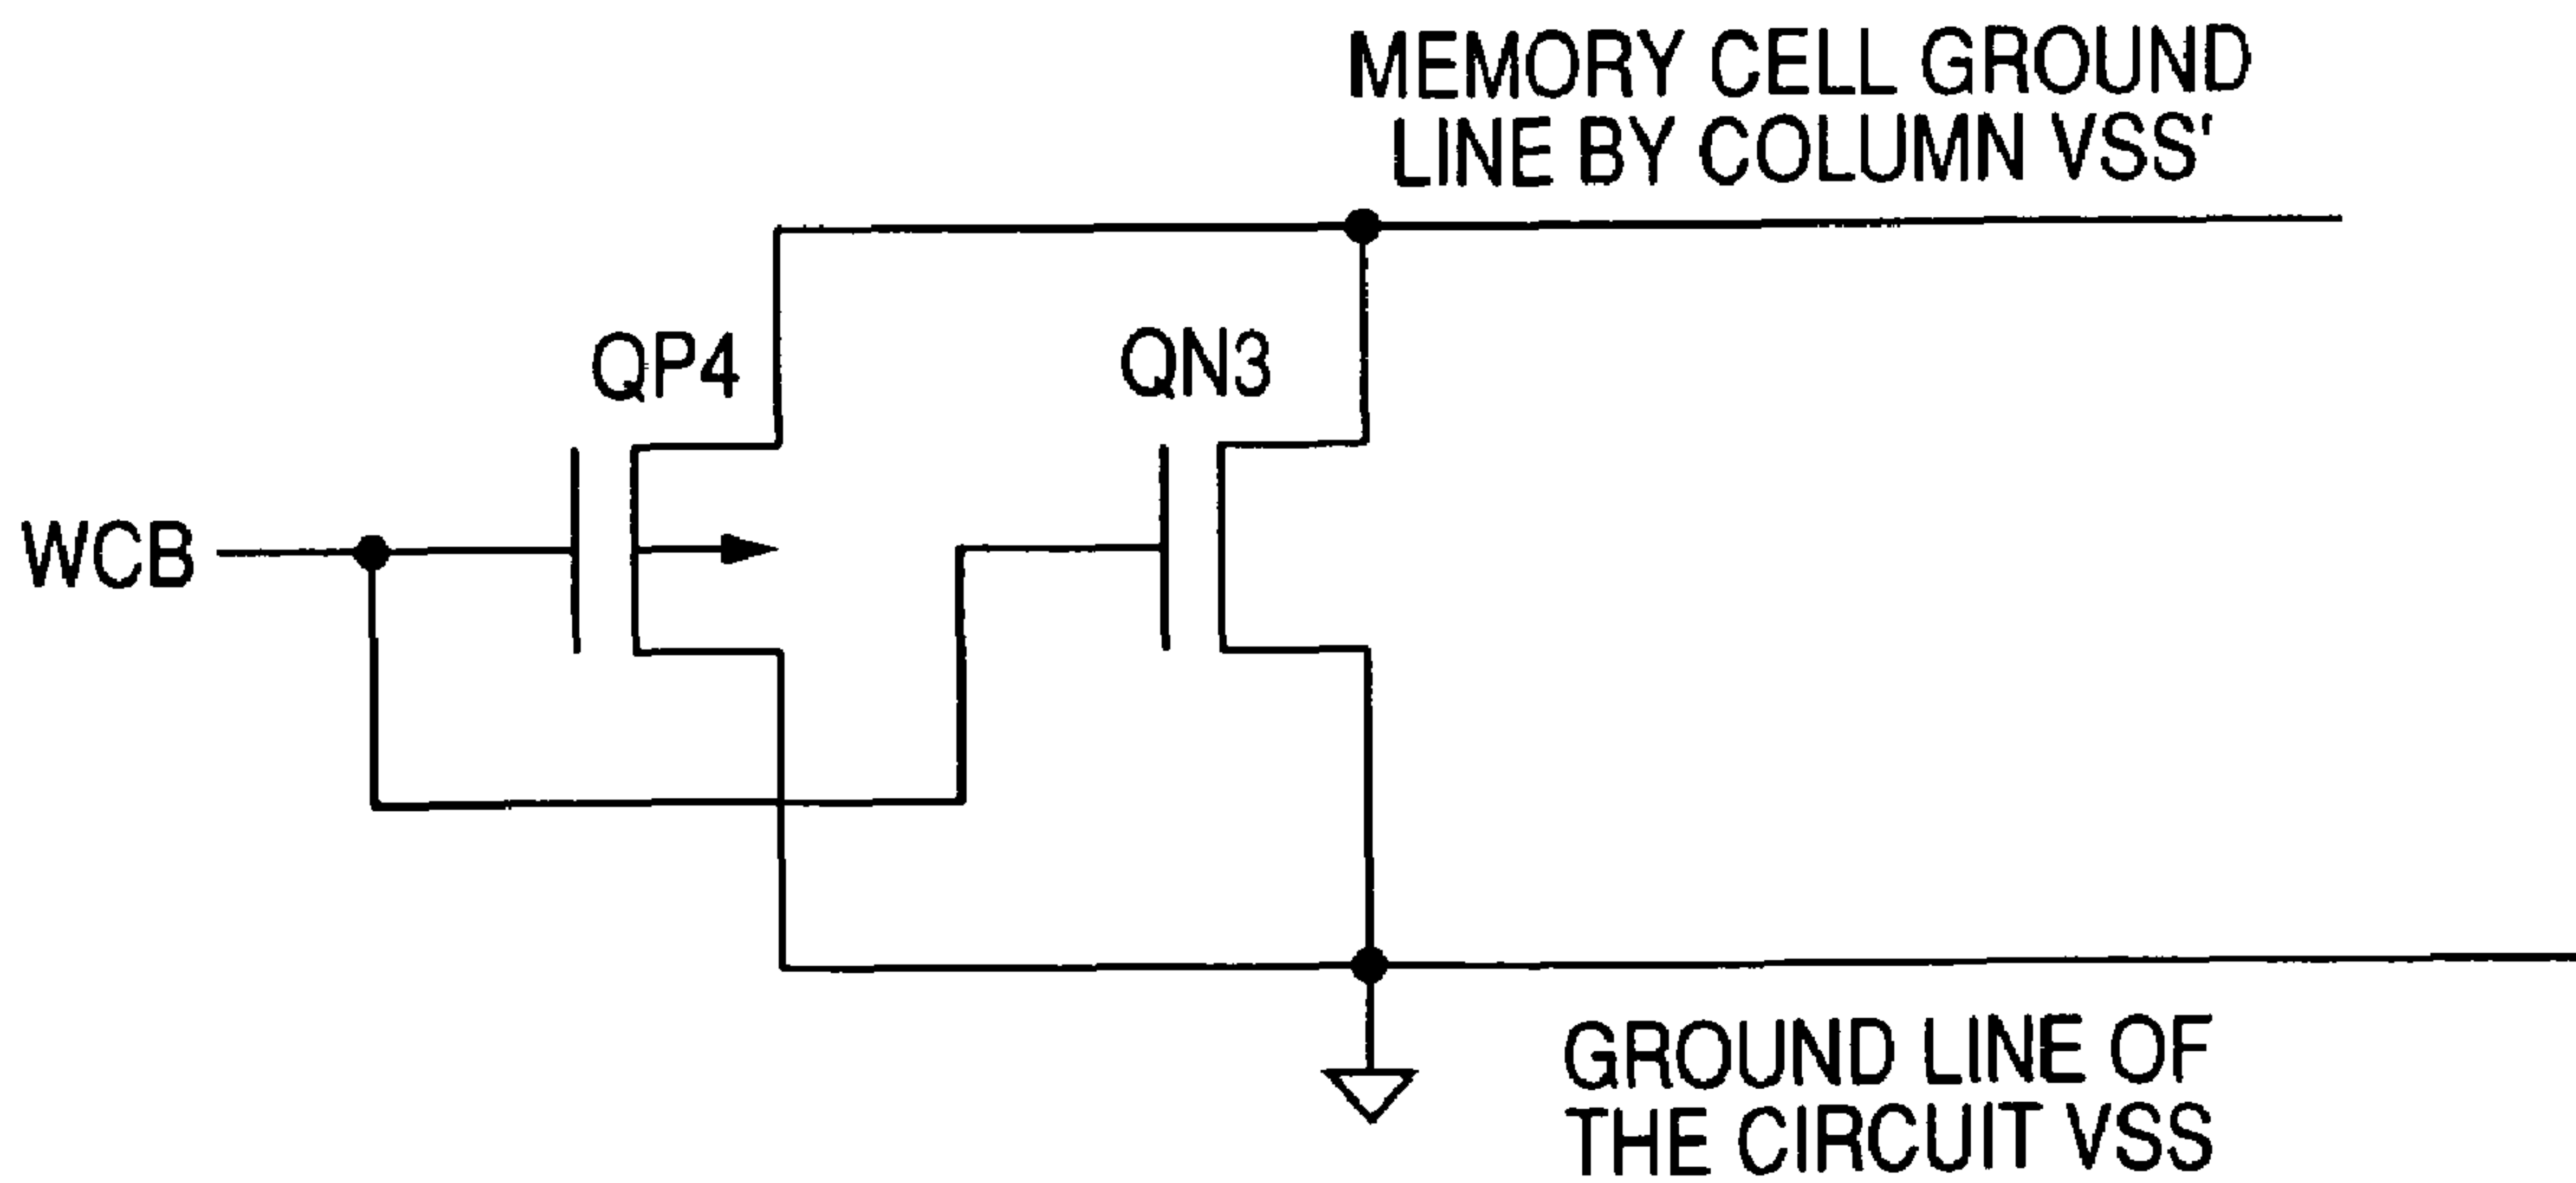 MEMORY CELL GROUND
LINE BY COLUMN VSS'
QP4
QN3
WCB
GROUND LINE OF
THE CIRCUIT VSS